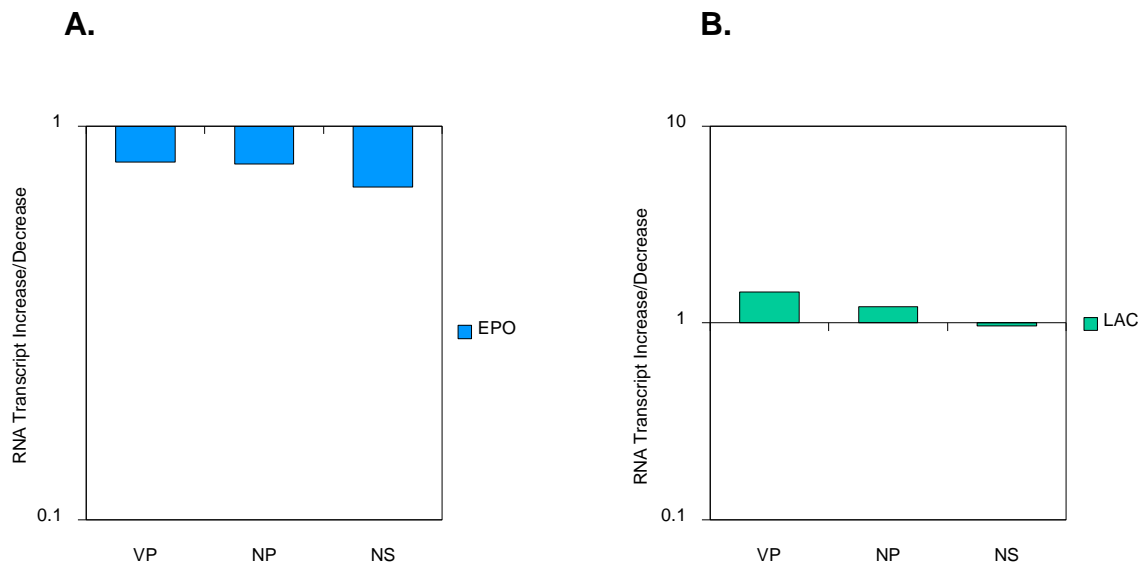 A.
1
0.1
RNA Transcript Increase/Decrease
VP NP NS
EPO
B.
10
1
0.1
RNA Transcript Increase/Decrease
VP NP NS
LAC